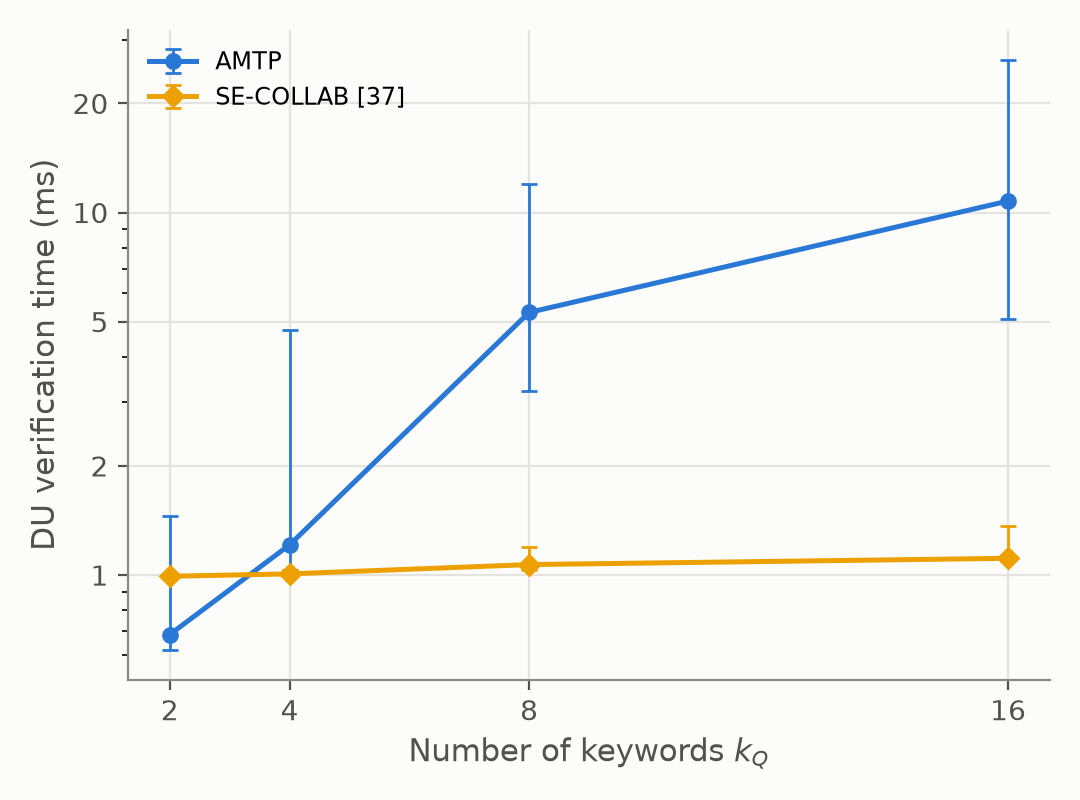 AMTP
SE-COLLAB [37]
20
10
5
2
1
DU verification time (ms)
2 4 8 16
Number of keywords k_Q